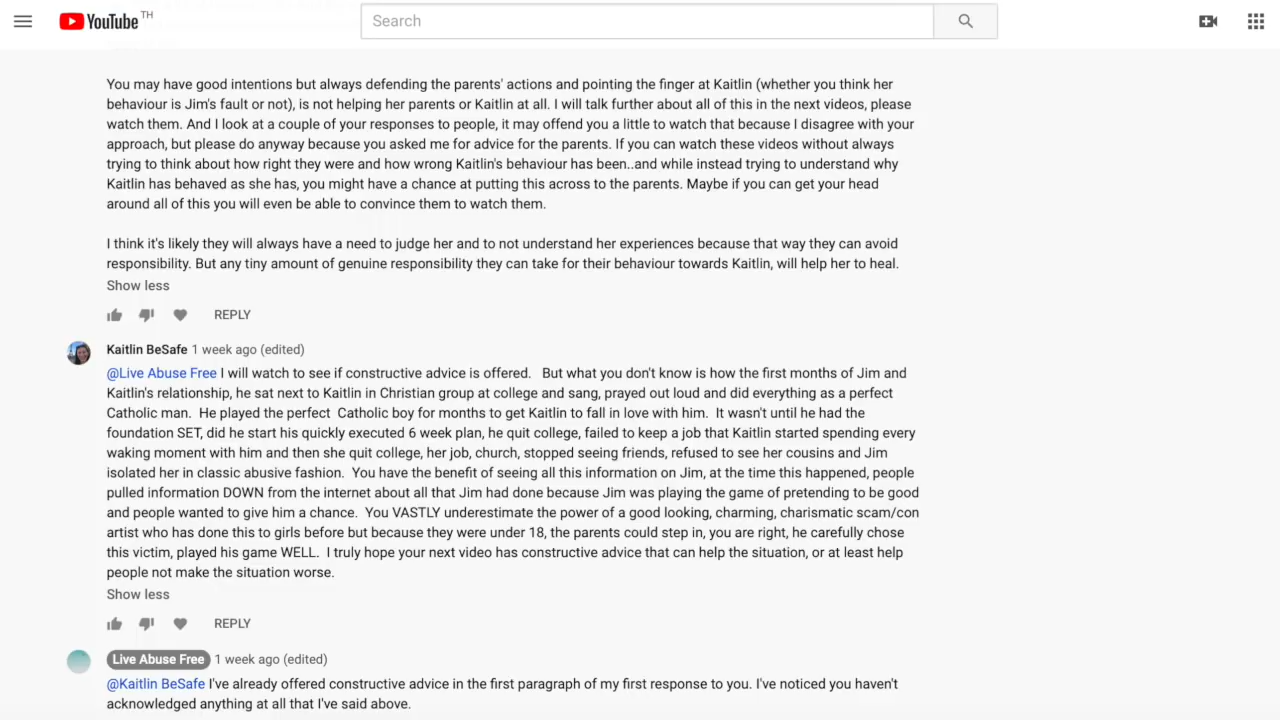 YouTube TH
Search
You may have good intentions but always defending the parents' actions and pointing the finger at Kaitlin (whether you think her
behaviour is Jim's fault or not), is not helping her parents or Kaitlin at all. I will talk further about all of this in the next videos, please
watch them. And I look at a couple of your responses to people, it may offend you a little to watch that because I disagree with your
approach, but please do anyway because you asked me for advice for the parents. If you can watch these videos without always
trying to think about how right they were and how wrong Kaitlin's behaviour has been..and while instead trying to understand why
Kaitlin has behaved as she has, you might have a chance at putting this across to the parents. Maybe if you can get your head
around all of this you will even be able to convince them to watch them.
I think it's likely they will always have a need to judge her and to not understand her experiences because that way they can avoid
responsibility. But any tiny amount of genuine responsibility they can take for their behaviour towards Kaitlin, will help her to heal.
Show less
REPLY
Kaitlin BeSafe 1 week ago (edited)
@Live Abuse Free I will watch to see if constructive advice is offered. But what you don't know is how the first months of Jim and
Kaitlin's relationship, he sat next to Kaitlin in Christian group at college and sang, prayed out loud and did everything as a perfect
Catholic man. He played the perfect Catholic boy for months to get Kaitlin to fall in love with him. It wasn't until he had the
foundation SET, did he start his quickly executed 6 week plan, he quit college, failed to keep a job that Kaitlin started spending every
waking moment with him and then she quit college, her job, church, stopped seeing friends, refused to see her cousins and Jim
isolated her in classic abusive fashion. You have the benefit of seeing all this information on Jim, at the time this happened, people
pulled information DOWN from the internet about all that Jim had done because Jim was playing the game of pretending to be good
and people wanted to give him a chance. You VASTLY underestimate the power of a good looking, charming, charismatic scam/con
artist who has done this to girls before but because they were under 18, the parents could step in, you are right, he carefully chose
this victim, played his game WELL. I truly hope your next video has constructive advice that can help the situation, or at least help
people not make the situation worse.
Show less
REPLY
Live Abuse Free 1 week ago (edited)
@Kaitlin BeSafe I've already offered constructive advice in the first paragraph of my first response to you. I've noticed you haven't
acknowledged anything at all that I've said above.